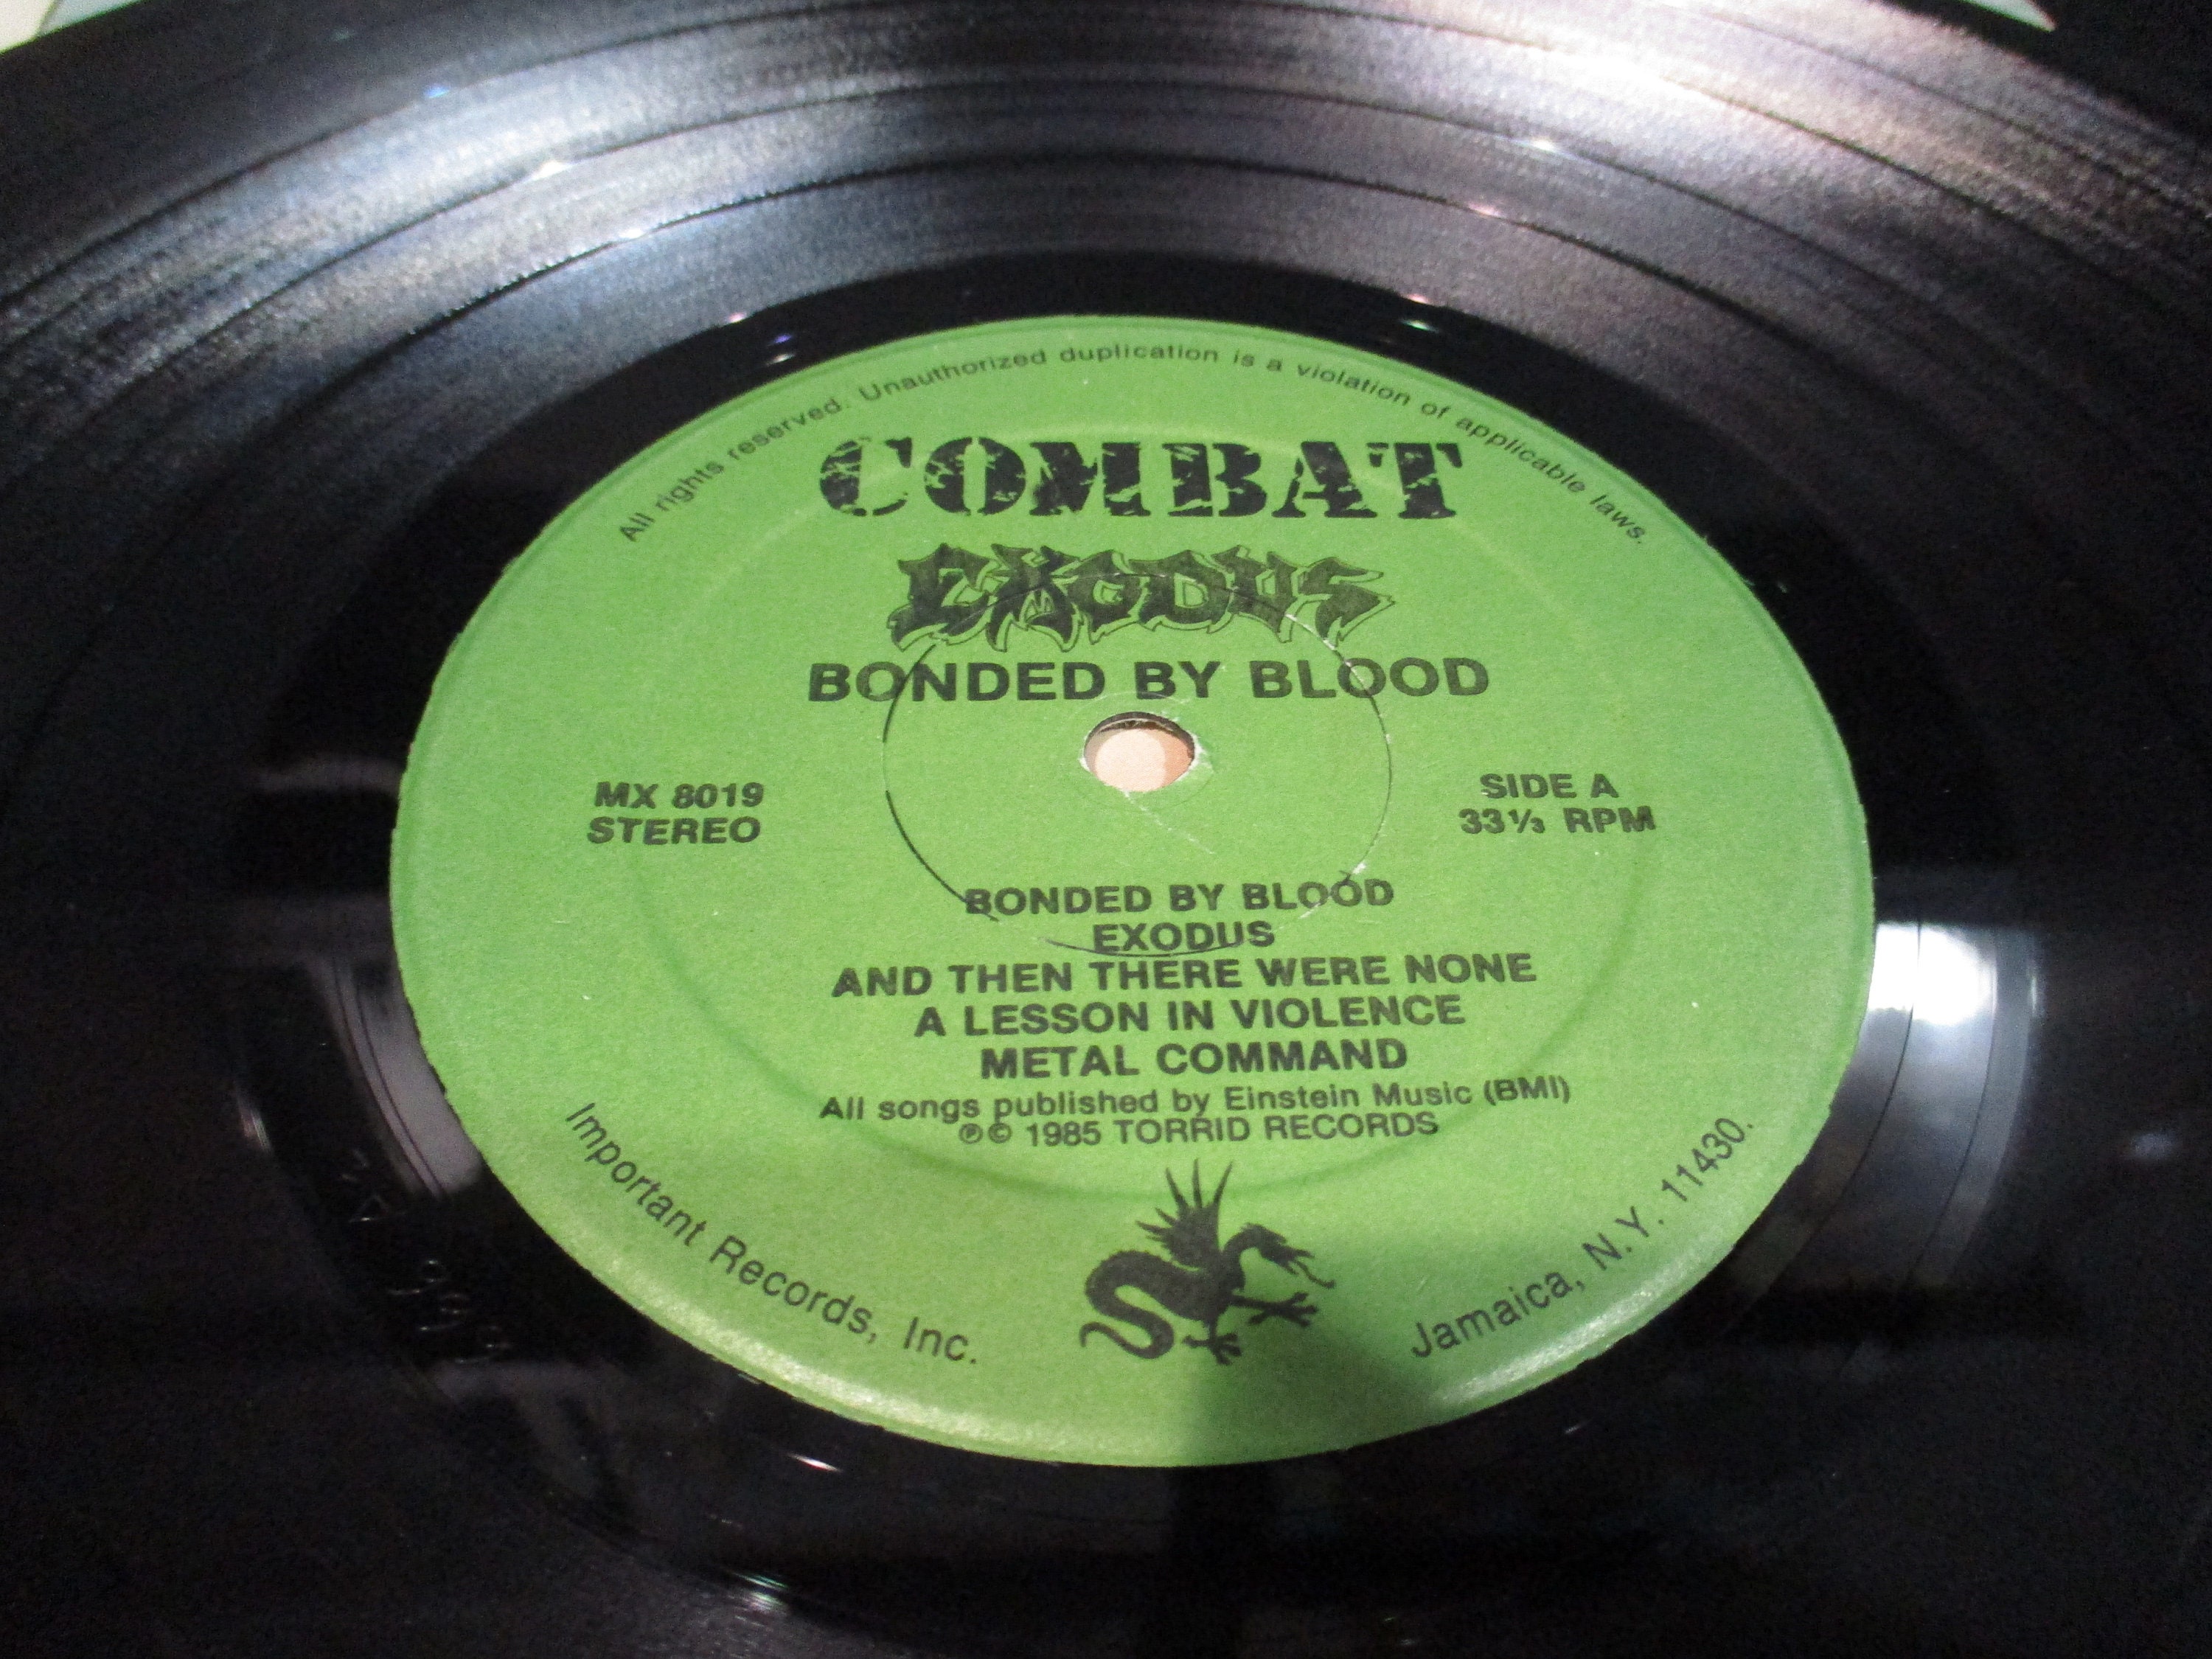 All rights reserved. Unauthorized duplication is a violation of applicable laws.
COMBAT
EXODUS
BONDED BY BLOOD
MX 8019
STEREO
SIDE A
33⅓ RPM
BONDED BY BLOOD
EXODUS
AND THEN THERE WERE NONE
A LESSON IN VIOLENCE
METAL COMMAND
All songs published by Einstein Music (BMI)
℗© 1985 TORRID RECORDS
Important Records, Inc.
Jamaica, N.Y. 11430.